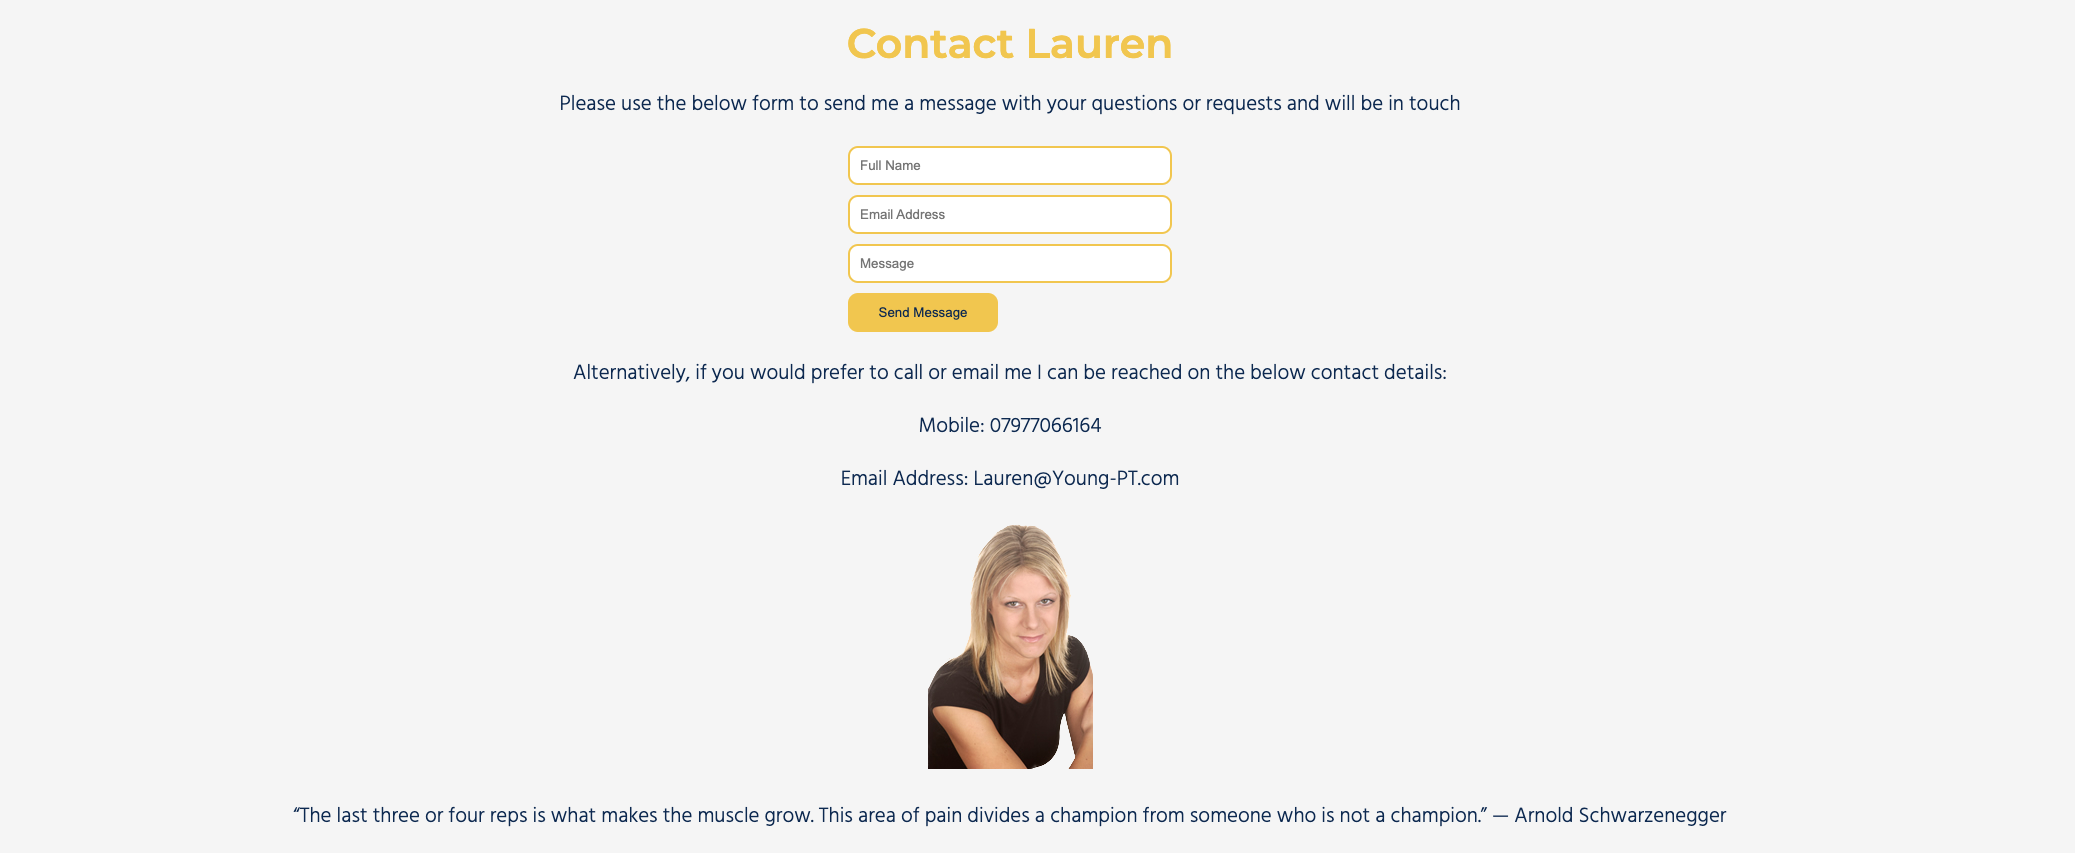 Contact Lauren
Please use the below form to send me a message with your questions or requests and will be in touch
Full Name
Email Address
Message
Send Message
Alternatively, if you would prefer to call or email me I can be reached on the below contact details:
Mobile: 07977066164
Email Address: Lauren@Young-PT.com
“The last three or four reps is what makes the muscle grow. This area of pain divides a champion from someone who is not a champion.” — Arnold Schwarzenegger